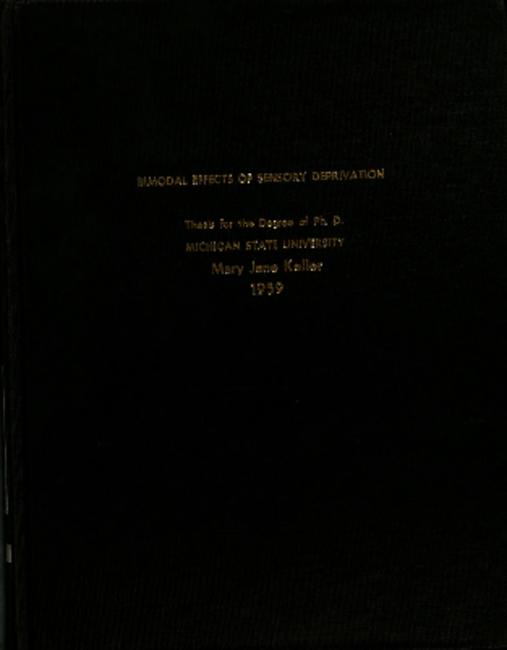 BIMODAL EFFECTS OF SENSORY DEPRIVATION
Thesis for the Degree of Ph. D.
MICHIGAN STATE UNIVERSITY
Mary Jane Keller
1959